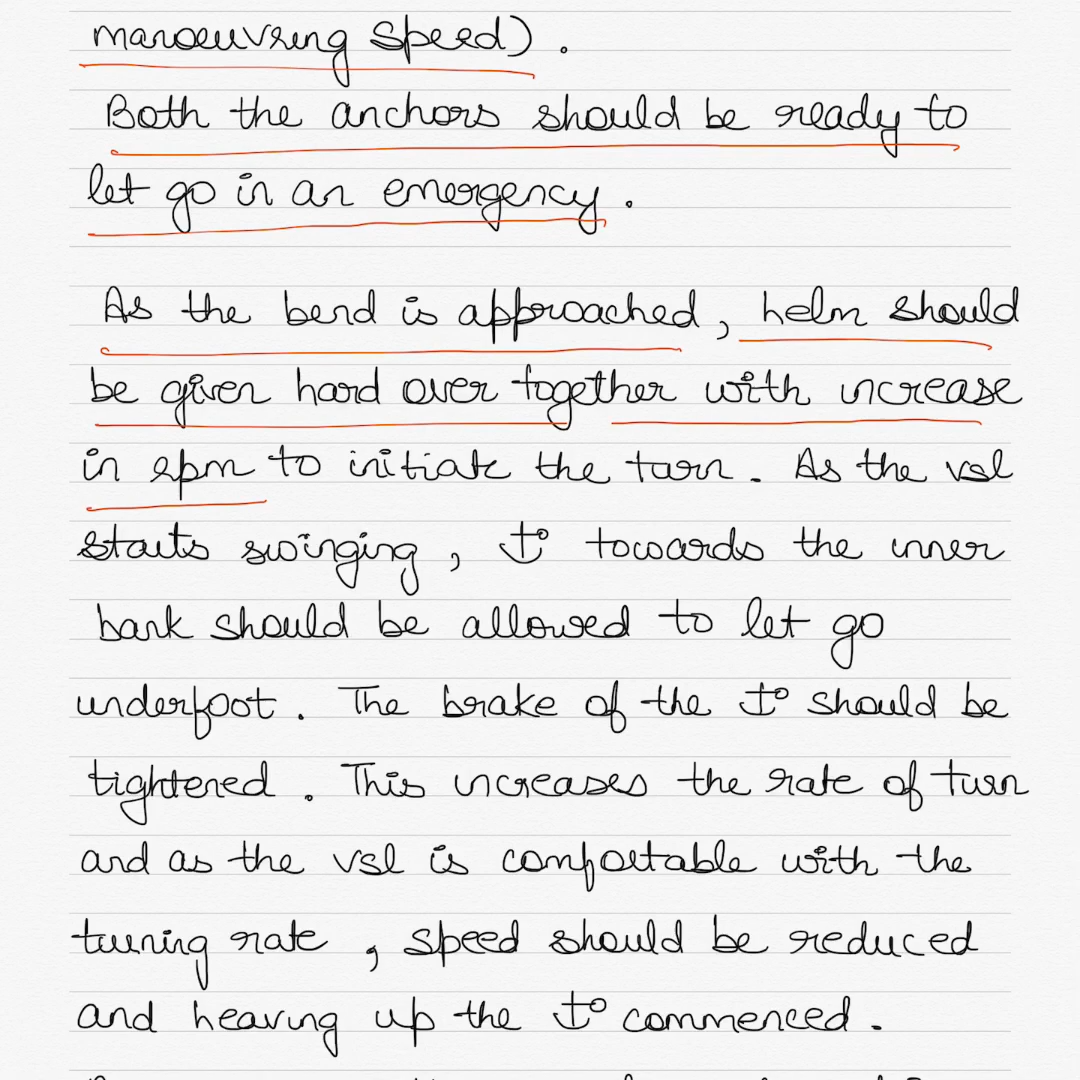 manoeuvring speed).
Both the anchors should be ready to
let go in an emergency.
As the bend is approached, helm should
be given hard over together with increase
in rpm to initiate the turn. As the vsl
starts swinging, ⚓ towards the inner
bank should be allowed to let go
underfoot. The brake of the ⚓ should be
tightened. This increases the rate of turn
and as the vsl is comfortable with the
turning rate, speed should be reduced
and heaving up the ⚓ commenced.